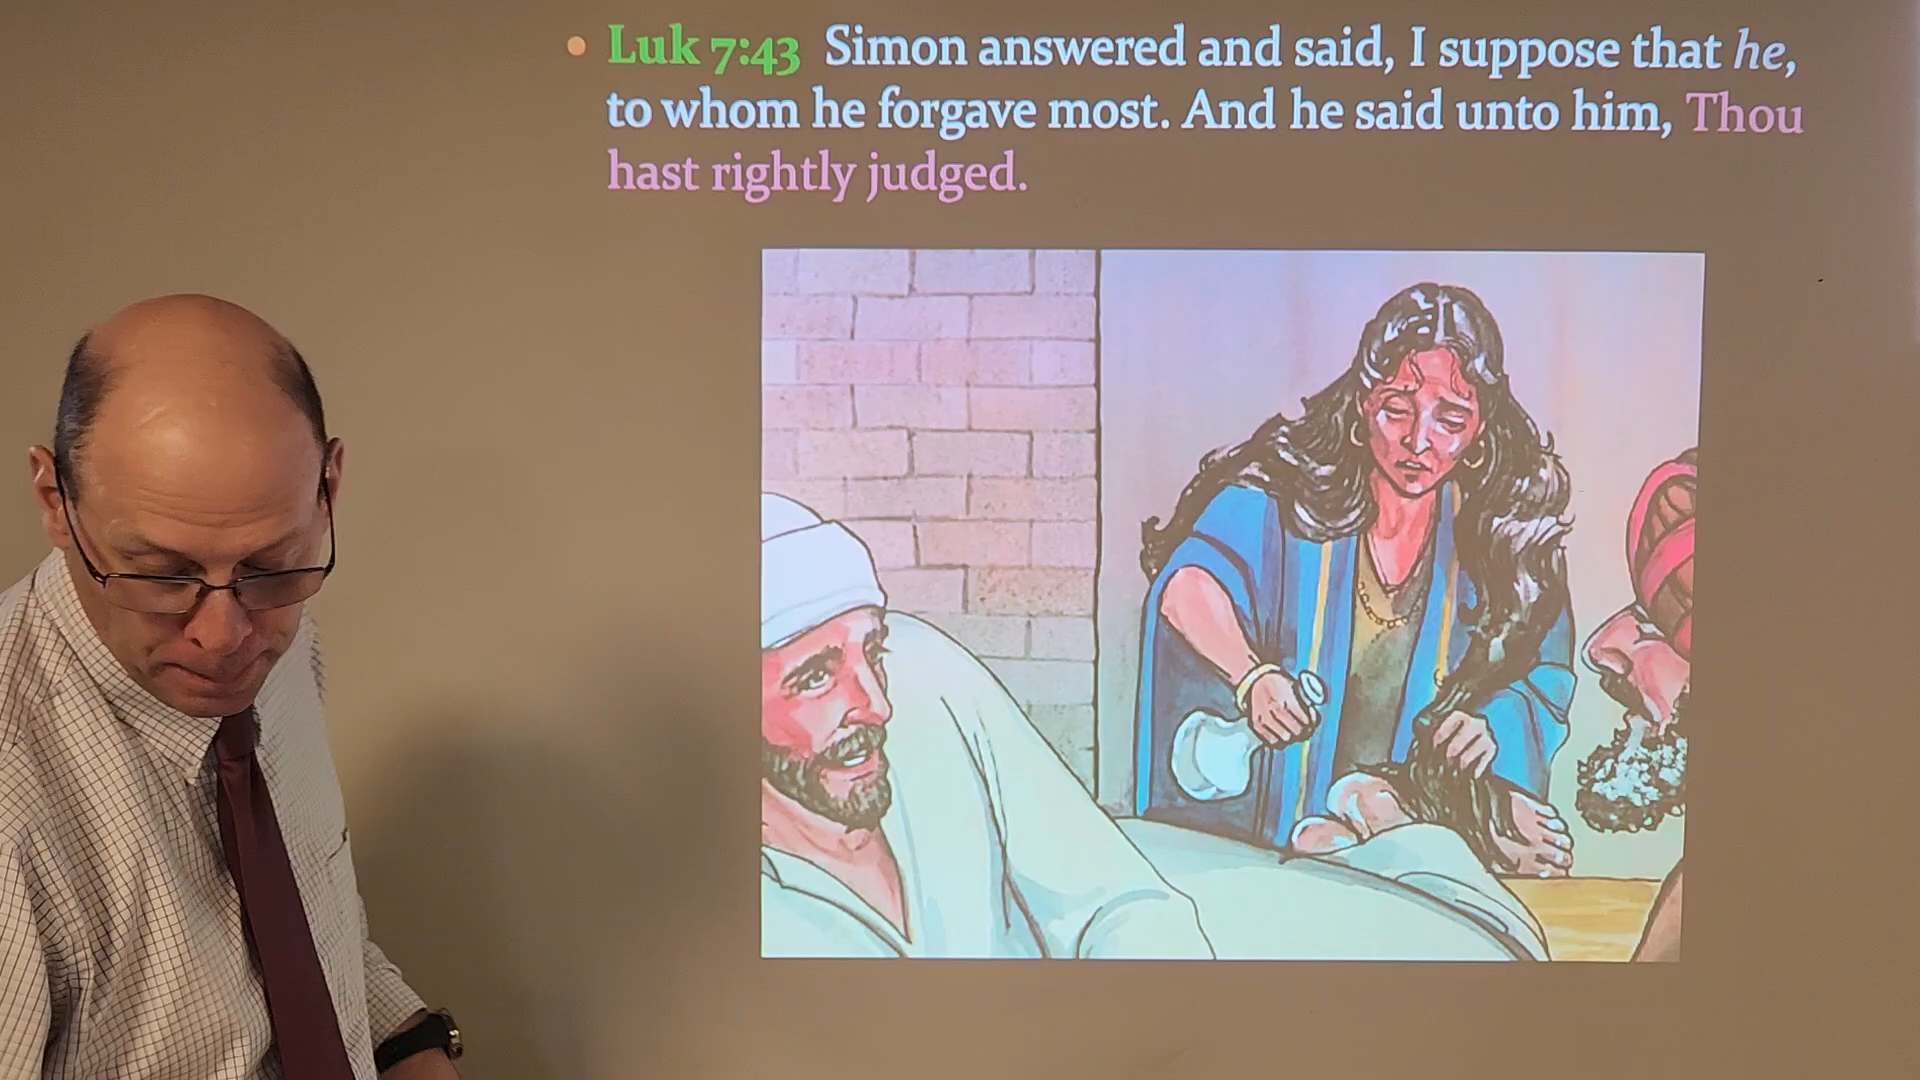 Luk 7:43 Simon answered and said, I suppose that he,
to whom he forgave most. And he said unto him, Thou
hast rightly judged.